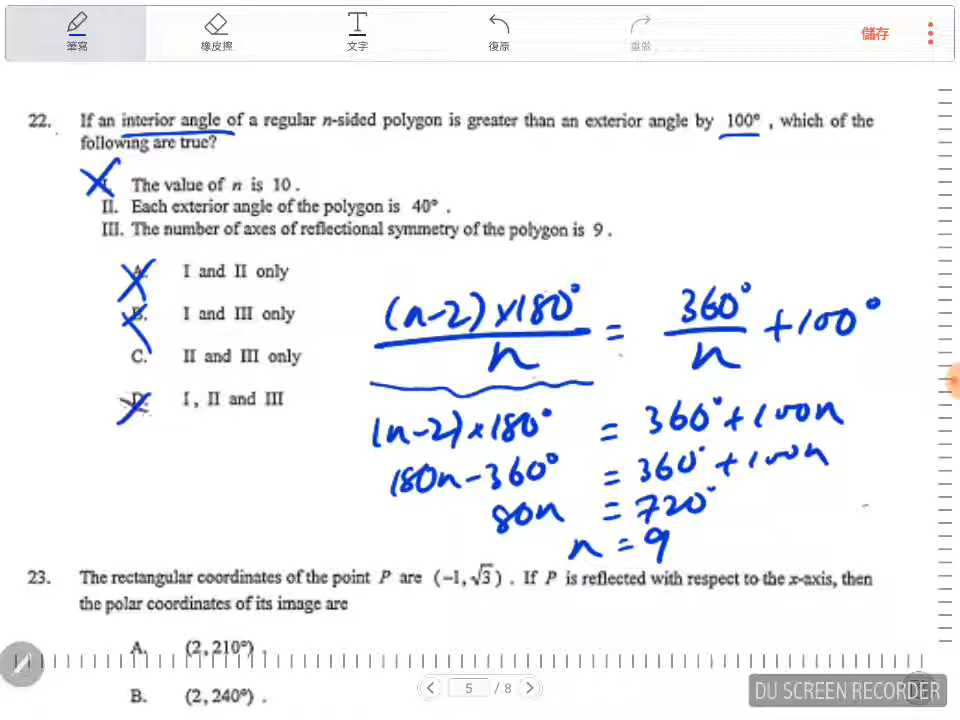 筆寫 橡皮擦 文字 復原 重做 儲存
22. If an interior angle of a regular n-sided polygon is greater than an exterior angle by 100° , which of the
following are true?
I. The value of n is 10 .
II. Each exterior angle of the polygon is 40° .
III. The number of axes of reflectional symmetry of the polygon is 9 .
A. I and II only
B. I and III only
C. II and III only
D. I , II and III
(n-2)×180° / n = 360° / n + 100°
(n-2)×180° = 360° + 100n
180n - 360° = 360° + 100n
80n = 720°
n = 9
23. The rectangular coordinates of the point P are (−1, √3) . If P is reflected with respect to the x-axis, then
the polar coordinates of its image are
A. (2, 210°) .
B. (2, 240°) .
5 / 8
DU SCREEN RECORDER